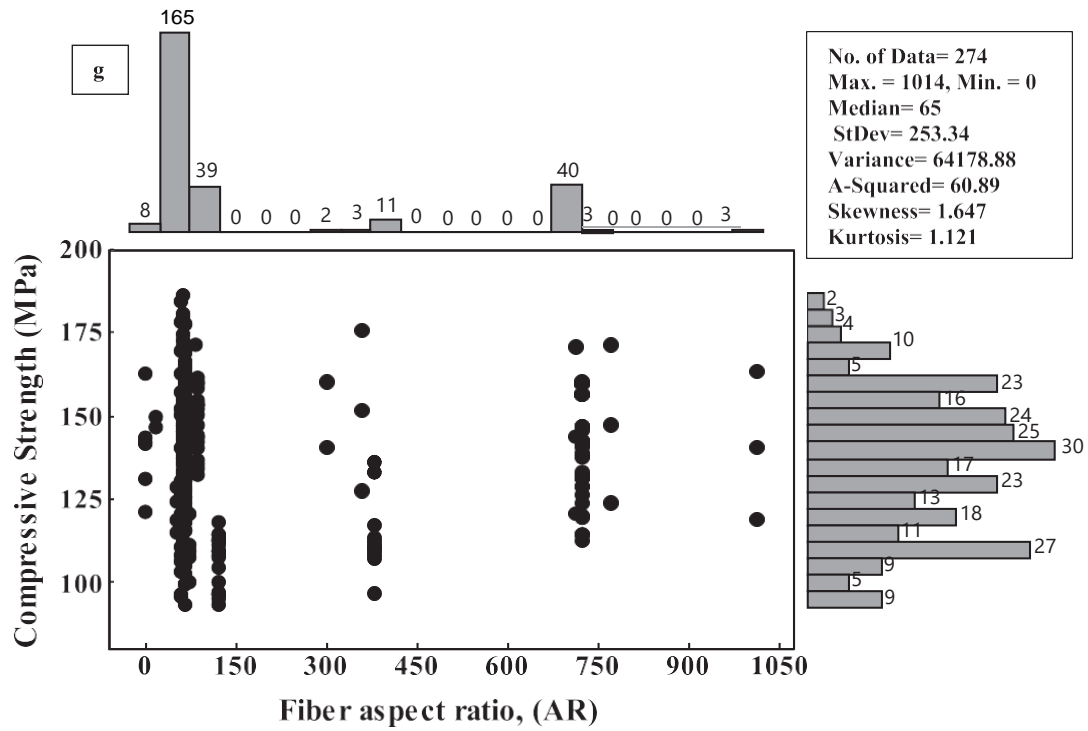 165
g
39
8
0 0 0 2 3 11 0 0 0 0 0 40 3 0 0 0 0 3
No. of Data= 274
Max. = 1014, Min. = 0
Median= 65
StDev= 253.34
Variance= 64178.88
A-Squared= 60.89
Skewness= 1.647
Kurtosis= 1.121
Compressive Strength (MPa)
200
175
150
125
100
0 150 300 450 600 750 900 1050
Fiber aspect ratio, (AR)
2
3
4
10
5
23
16
24
25
30
17
23
13
18
11
27
9
5
9